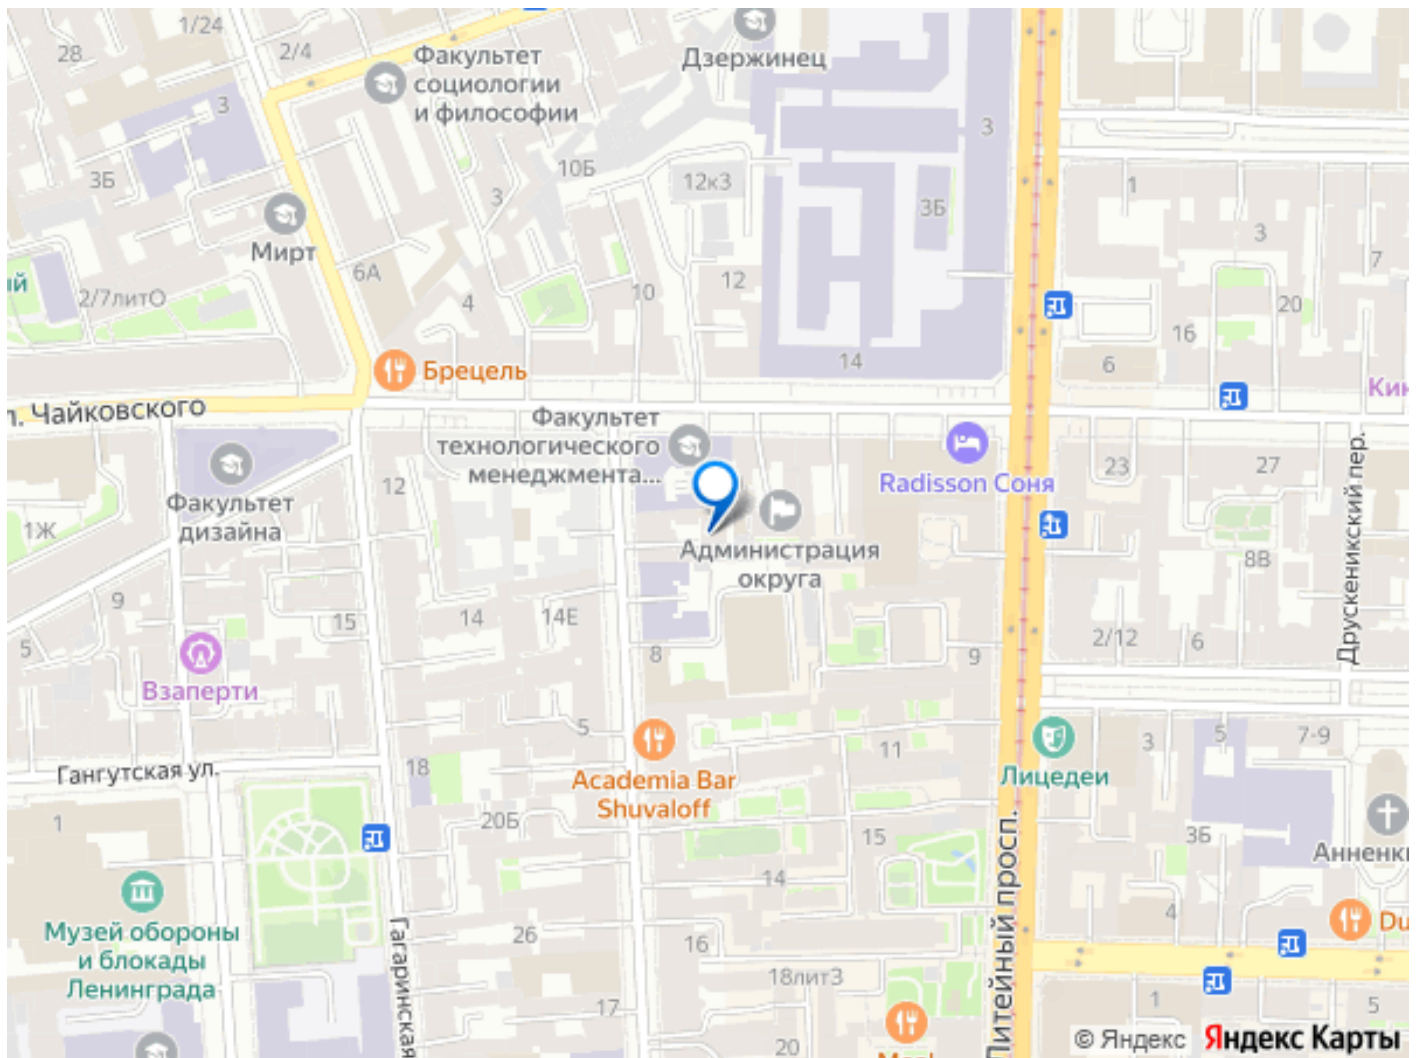 1/24
28
2/4
Факультет
социологии
и философии
Дзержинец
3
3
3Б
10Б
12к3
3
3Б
1
Мирт
3
7
ый
2/7литО
6А
4
10
12
20
16
14
6
Брецель
Кин
л. Чайковского
Факультет
технологического
менеджмента...
Radisson Соня
23
27
12
Факультет
дизайна
1Ж
Администрация
округа
8В
Друскеникский пер.
9
15
14
14Е
5
2/12
6
8
9
Взаперти
5
11
3
5
7-9
Гангутская ул.
18
Academia Bar
Shuvaloff
Лицедеи
1
20Б
15
3Б
Анненки
14
4
Музей обороны
и блокады
Ленинграда
Гагаринская
26
16
Литейный просп.
Du
18лит3
17
1
5
20
© Яндекс Яндекс Карты